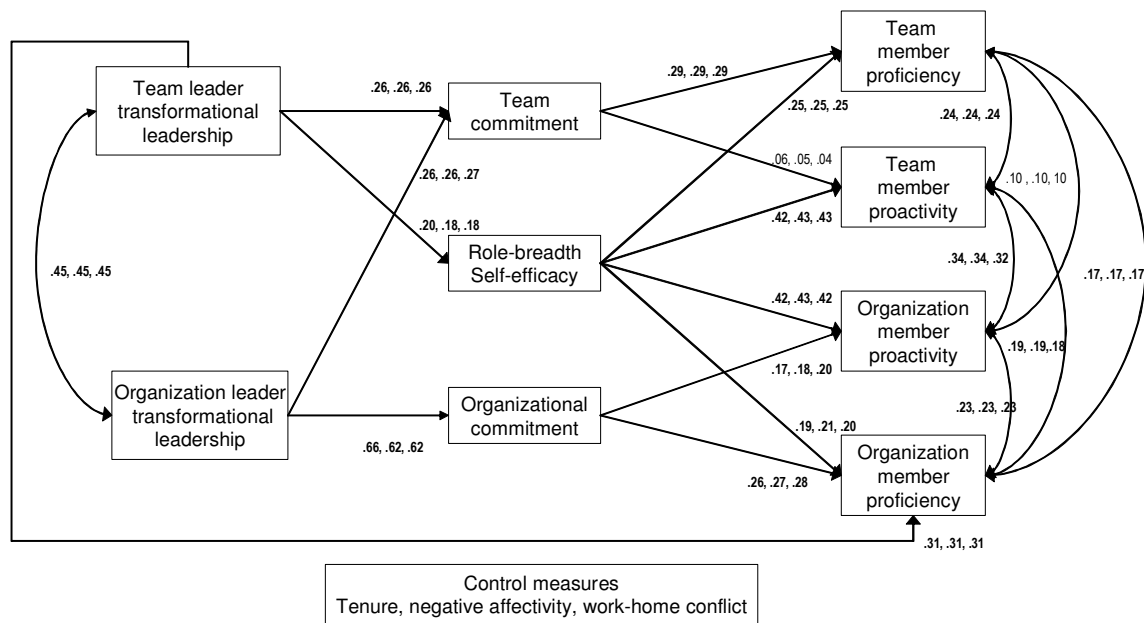 Team leader
transformational
leadership
Organization leader
transformational
leadership
.45, .45, .45
.26, .26, .26
.26, .26, .27
.20, .18, .18
.66, .62, .62
Team
commitment
Role-breadth
Self-efficacy
Organizational
commitment
.29, .29, .29
.25, .25, .25
.06, .05, .04
.42, .43, .43
.42, .43, .42
.17, .18, .20
.19, .21, .20
.26, .27, .28
Team
member
proficiency
Team
member
proactivity
Organization
member
proactivity
Organization
member
proficiency
.24, .24, .24
.10 , .10, 10
.34, .34, .32
.17, .17, .17
.19, .19,.18
.23, .23, .23
.31, .31, .31
Control measures
Tenure, negative affectivity, work-home conflict